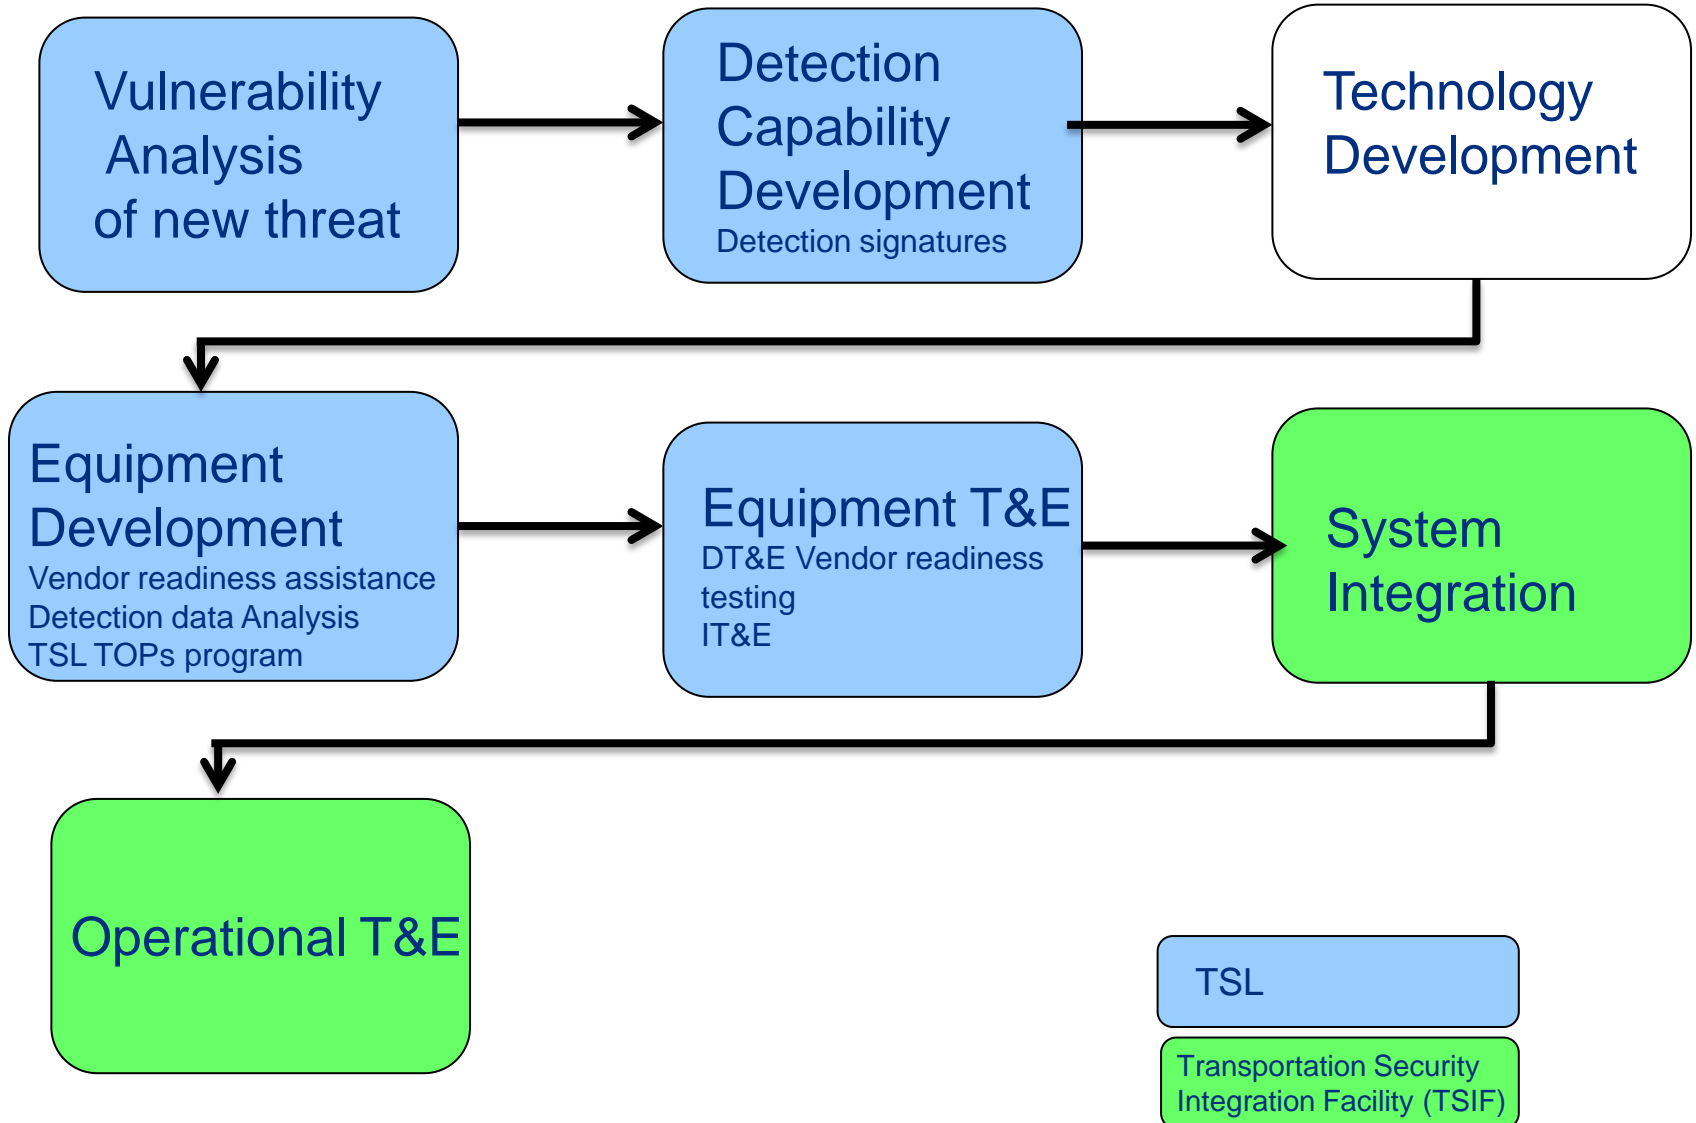 Vulnerability
Analysis
of new threat
Detection
Capability
Development
Detection signatures
Technology
Development
Equipment
Development
Vendor readiness assistance
Detection data Analysis
TSL TOPs program
Equipment T&E
DT&E Vendor readiness
testing
IT&E
System
Integration
Operational T&E
TSL
Transportation Security
Integration Facility (TSIF)